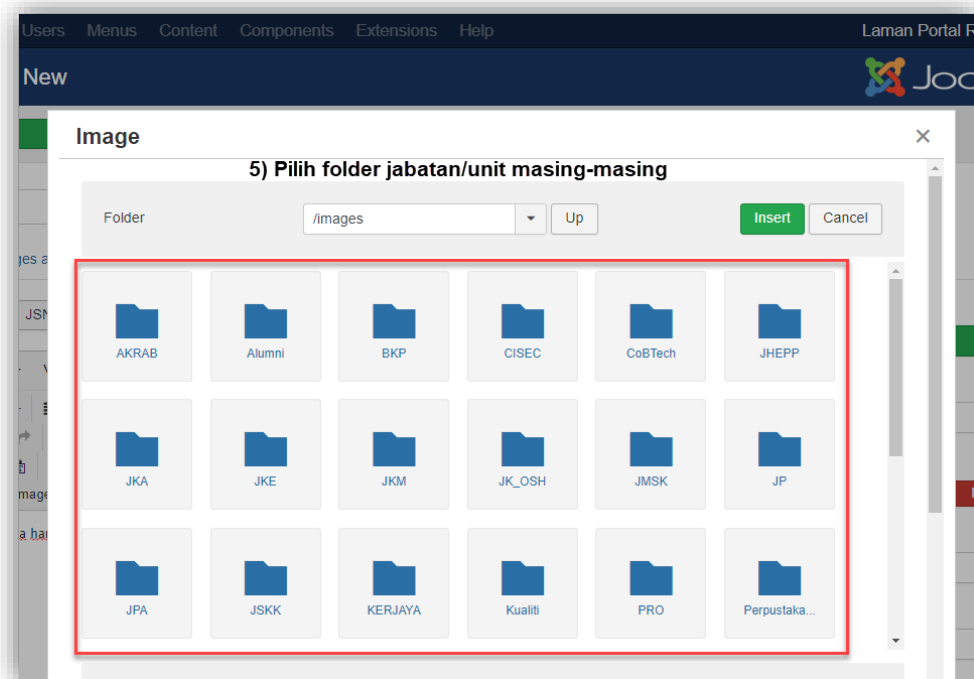 Users Menus Content Components Extensions Help Laman Portal R
New Joo
Image ×
5) Pilih folder jabatan/unit masing-masing
Folder /images Up Insert Cancel
ges a
AKRAB Alumni BKP CISEC CoBTech JHEPP
JSN
JKA JKE JKM JK_OSH JMSK JP
mage
a har
JPA JSKK KERJAYA Kualiti PRO Perpustaka...